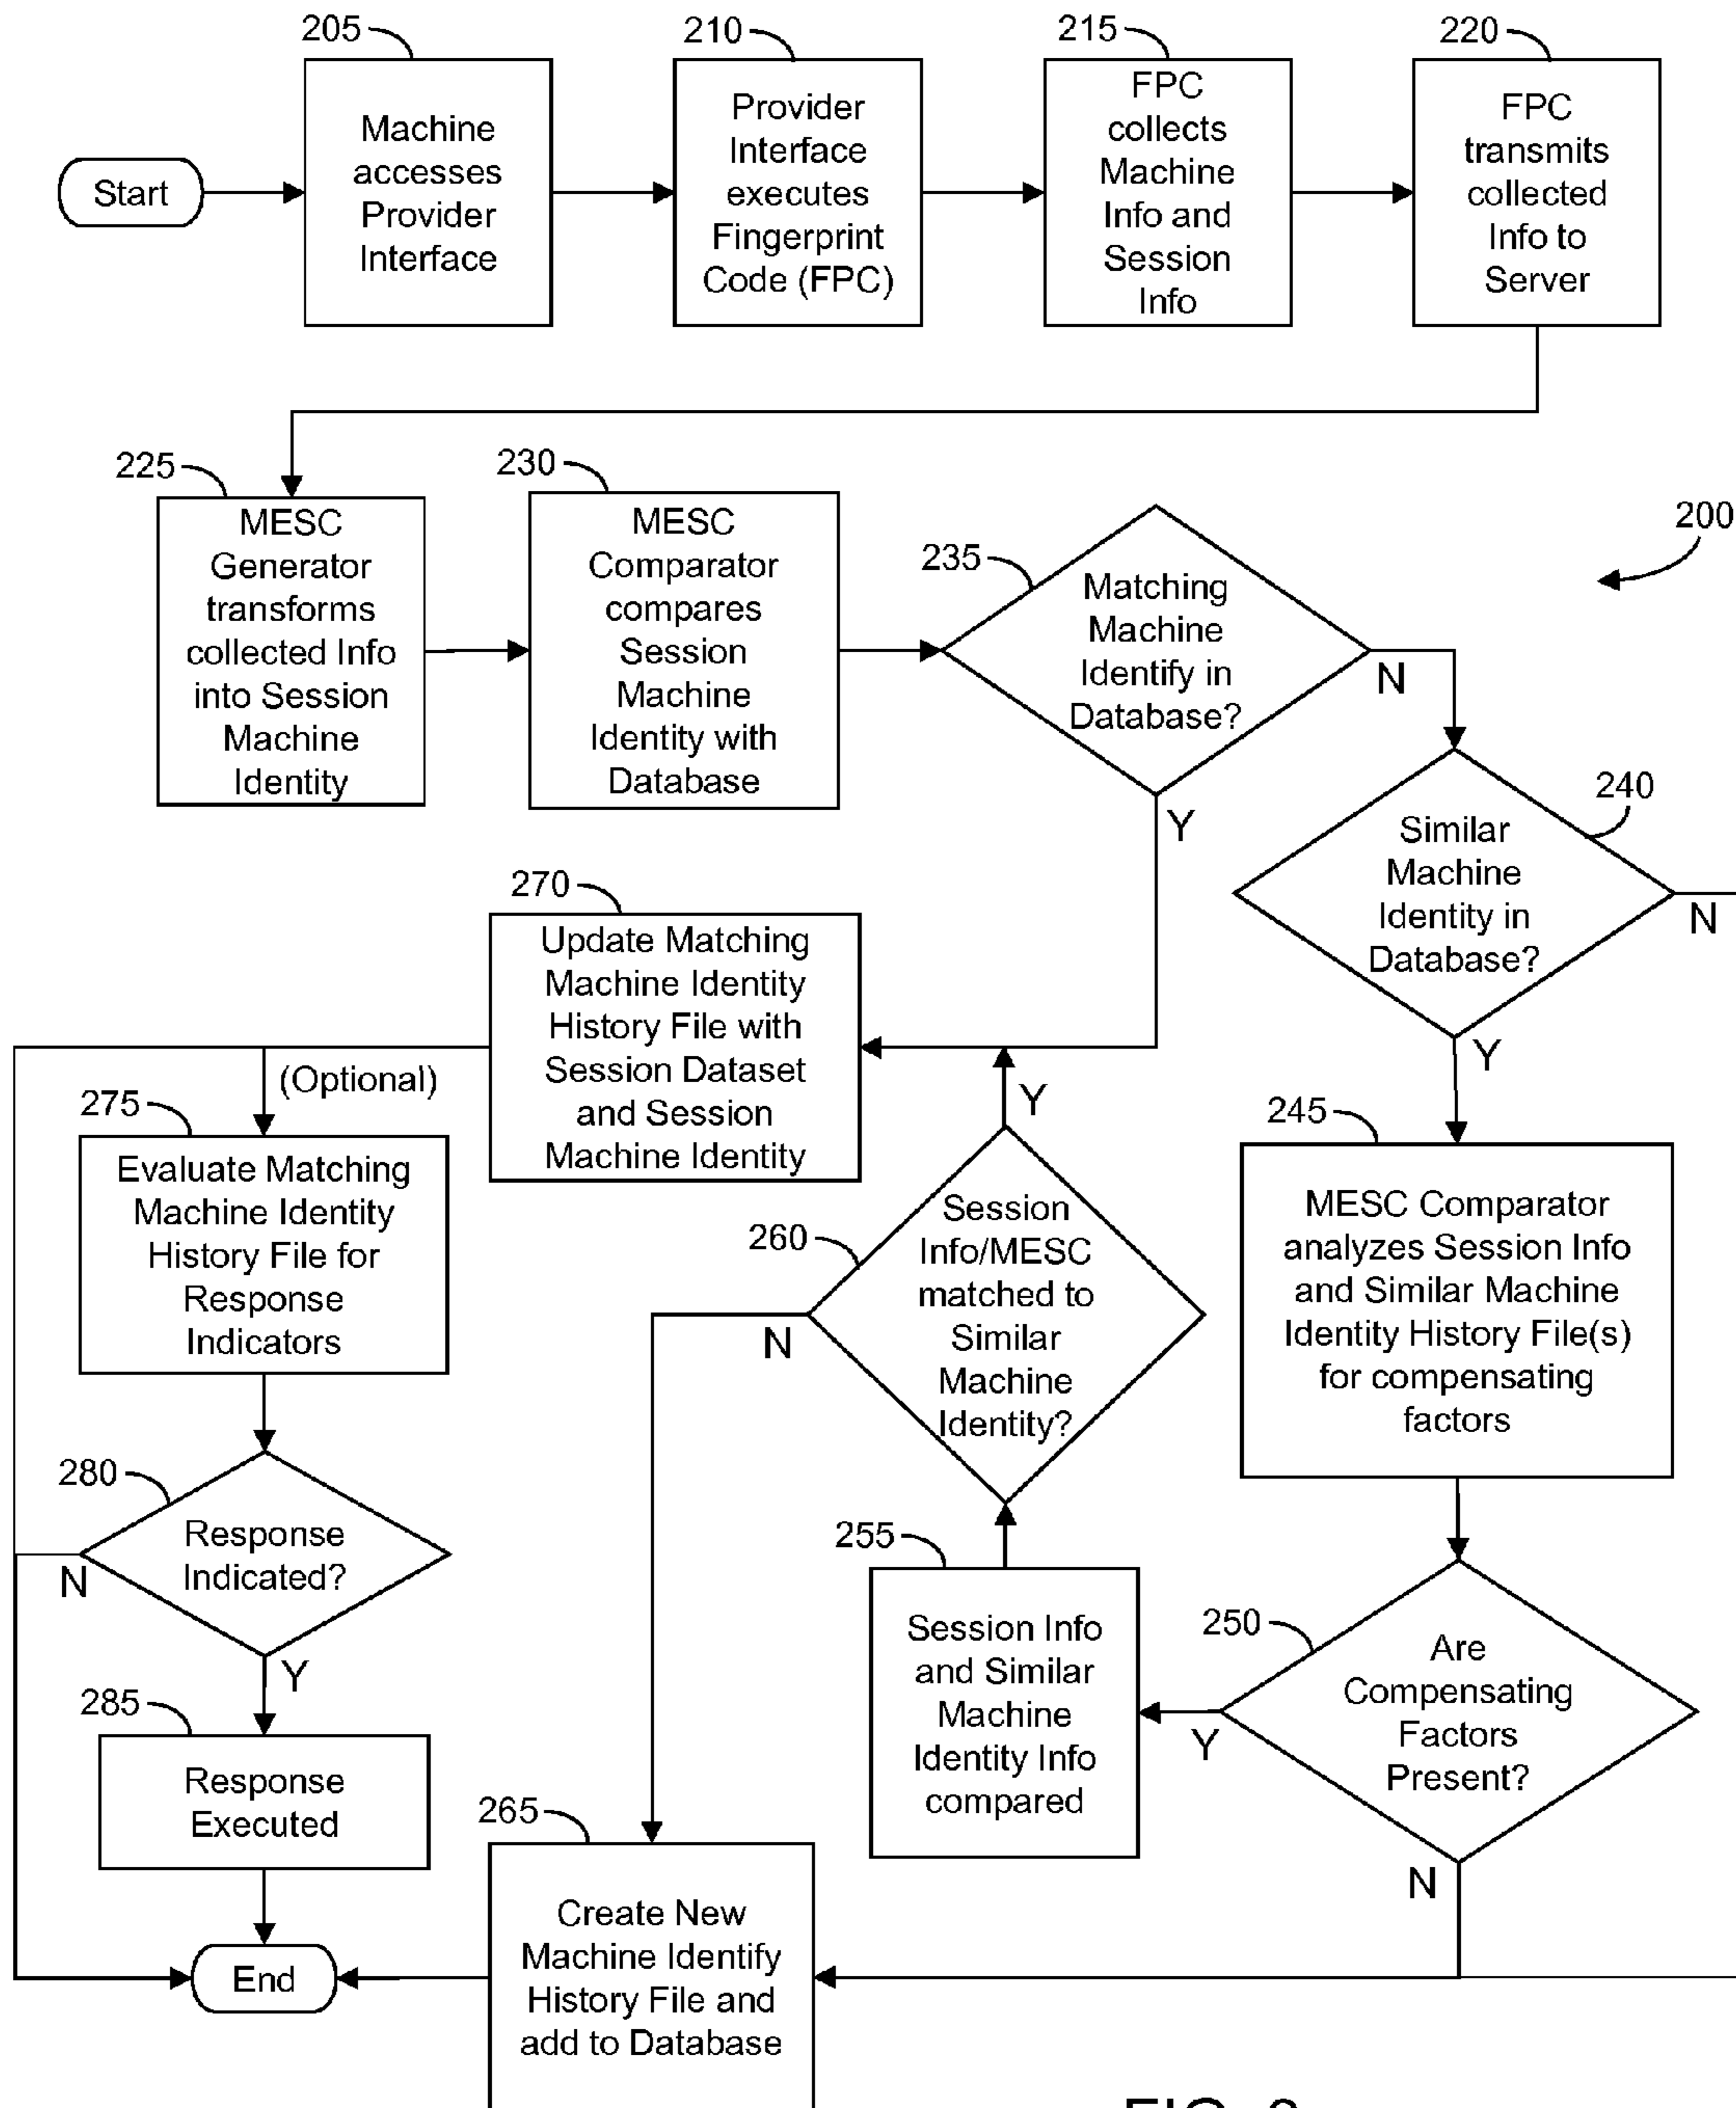 205
210
215
220
Start
Machine
accesses
Provider
Interface
Provider
Interface
executes
Fingerprint
Code (FPC)
FPC
collects
Machine
Info and
Session
Info
FPC
transmits
collected
Info to
Server
225
230
235
200
MESC
Generator
transforms
collected Info
into Session
Machine
Identity
MESC
Comparator
compares
Session
Machine
Identity with
Database
Matching
Machine
Identify in
Database?
N
Y
240
Similar
Machine
Identity in
Database?
N
Y
270
Update Matching
Machine Identity
History File with
Session Dataset
and Session
Machine Identity
(Optional)
275
Evaluate Matching
Machine Identity
History File for
Response
Indicators
260
Session
Info/MESC
matched to
Similar
Machine
Identity?
Y
N
245
MESC Comparator
analyzes Session Info
and Similar Machine
Identity History File(s)
for compensating
factors
280
Response
Indicated?
N
Y
255
Session Info
and Similar
Machine
Identity Info
compared
250
Are
Compensating
Factors
Present?
Y
N
285
Response
Executed
265
Create New
Machine Identify
History File and
add to Database
End
FIG.